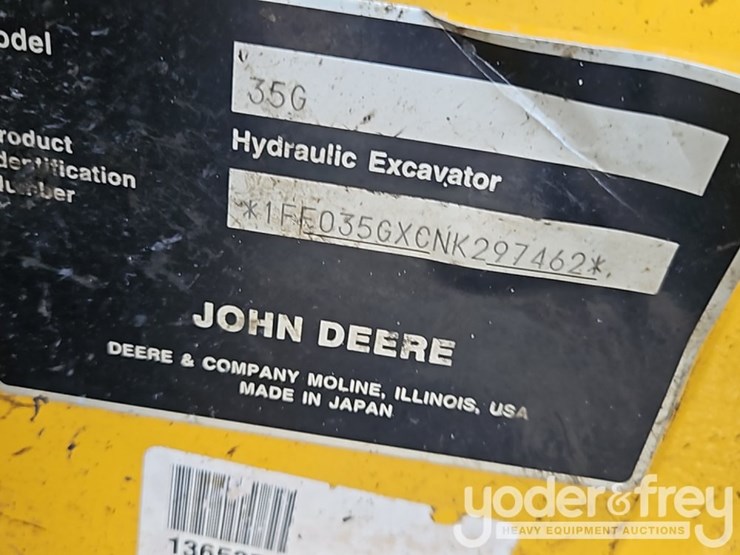 odel
35G
Hydraulic Excavator
roduct
dentification
umber
*1FF035GXCNK297462*
JOHN DEERE
DEERE & COMPANY MOLINE, ILLINOIS, USA
MADE IN JAPAN
yoder & frey
HEAVY EQUIPMENT AUCTIONS